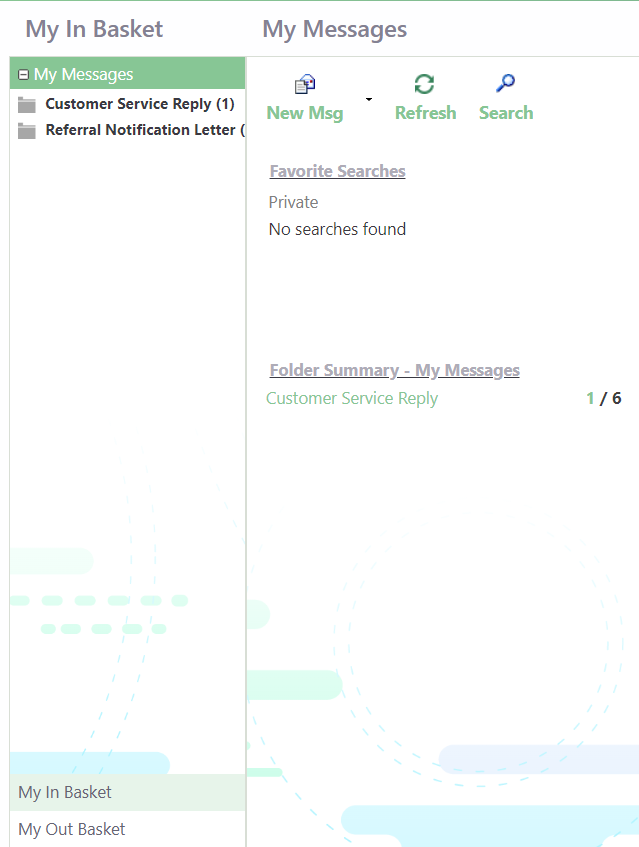 My In Basket
My Messages
My Messages
Customer Service Reply (1)
Referral Notification Letter (
New Msg
Refresh
Search
Favorite Searches
Private
No searches found
Folder Summary - My Messages
Customer Service Reply 1 / 6
My In Basket
My Out Basket